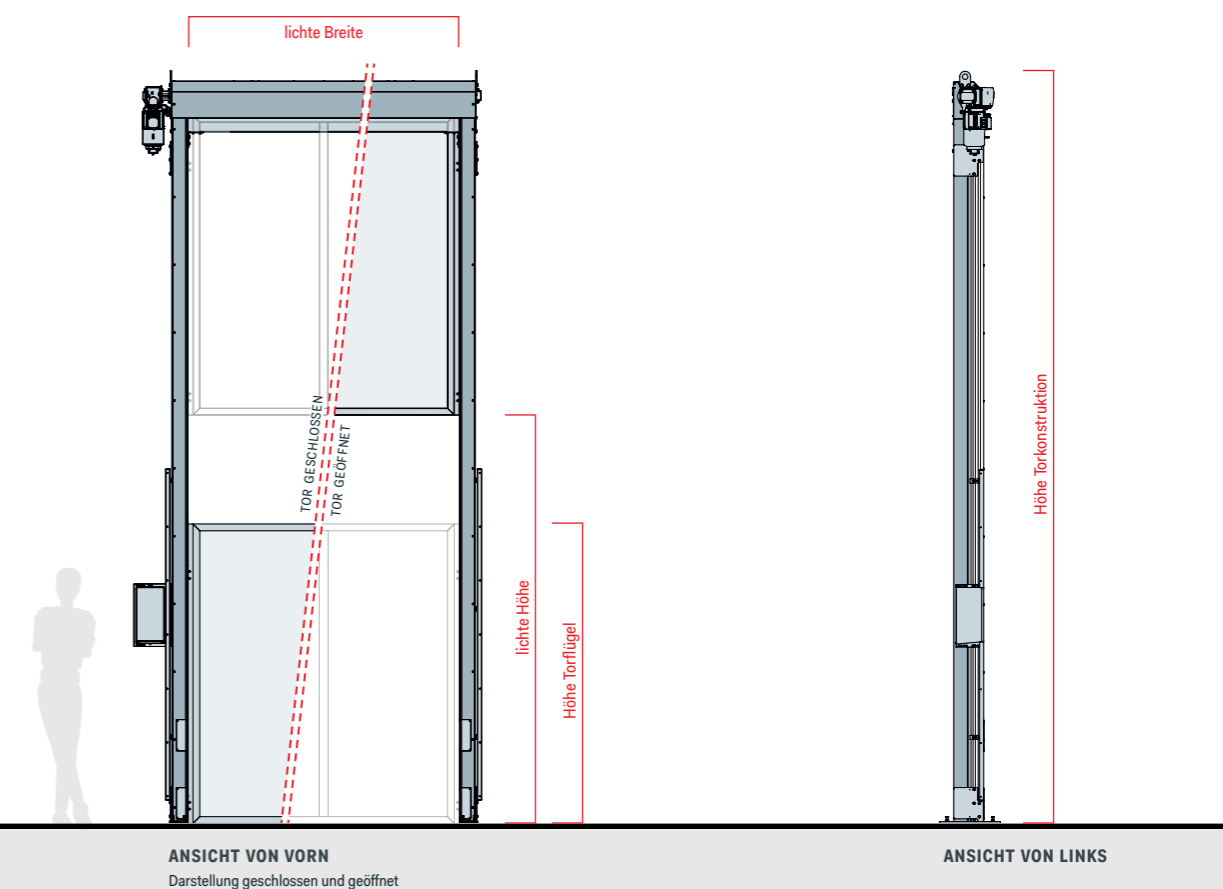 lichte Breite
TOR GESCHLOSSEN
TOR GEÖFFNET
lichte Höhe
Höhe Torflügel
Höhe Torkonstruktion
ANSICHT VON VORN
Darstellung geschlossen und geöffnet
ANSICHT VON LINKS